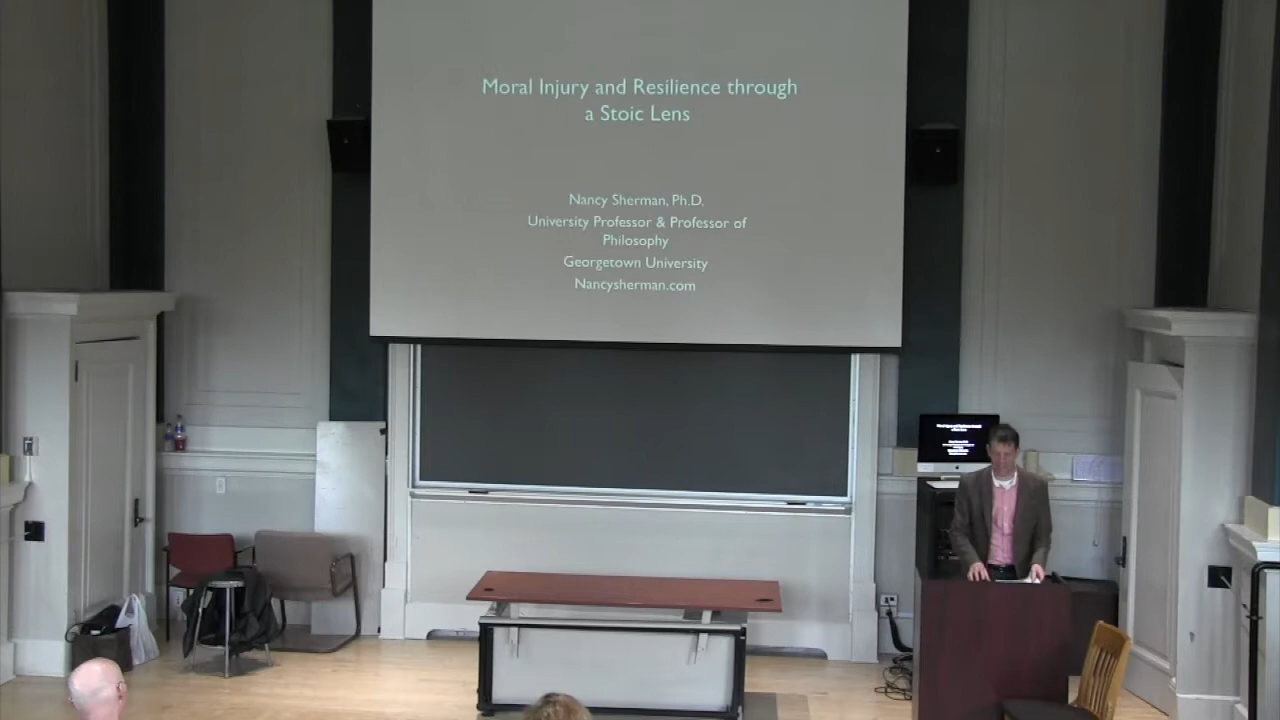 Moral Injury and Resilience through
a Stoic Lens
Nancy Sherman, Ph.D.
University Professor & Professor of
Philosophy
Georgetown University
Nancysherman.com